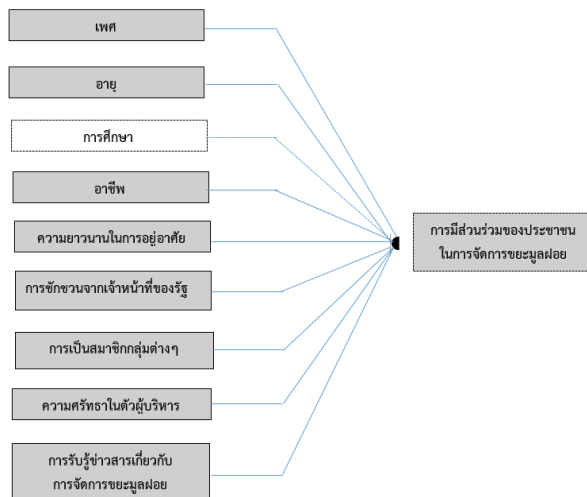 เพศ
อายุ
การศึกษา
อาชีพ
ความยาวนานในการอยู่อาศัย
การชักชวนจากเจ้าหน้าที่ของรัฐ
การเป็นสมาชิกกลุ่มต่างๆ
ความศรัทธาในตัวผู้บริหาร
การรับรู้ข่าวสารเกี่ยวกับ
การจัดการขยะมูลฝอย
การมีส่วนร่วมของประชาชน
ในการจัดการขยะมูลฝอย